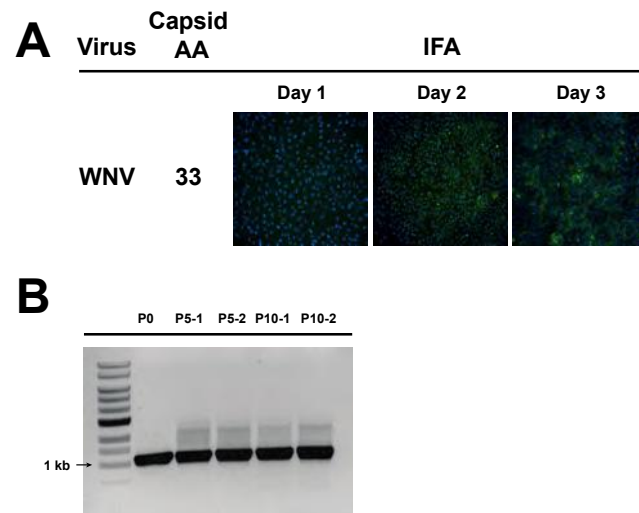 A
Virus Capsid AA IFA
Day 1 Day 2 Day 3
WNV 33
B
P0 P5-1 P5-2 P10-1 P10-2
1 kb